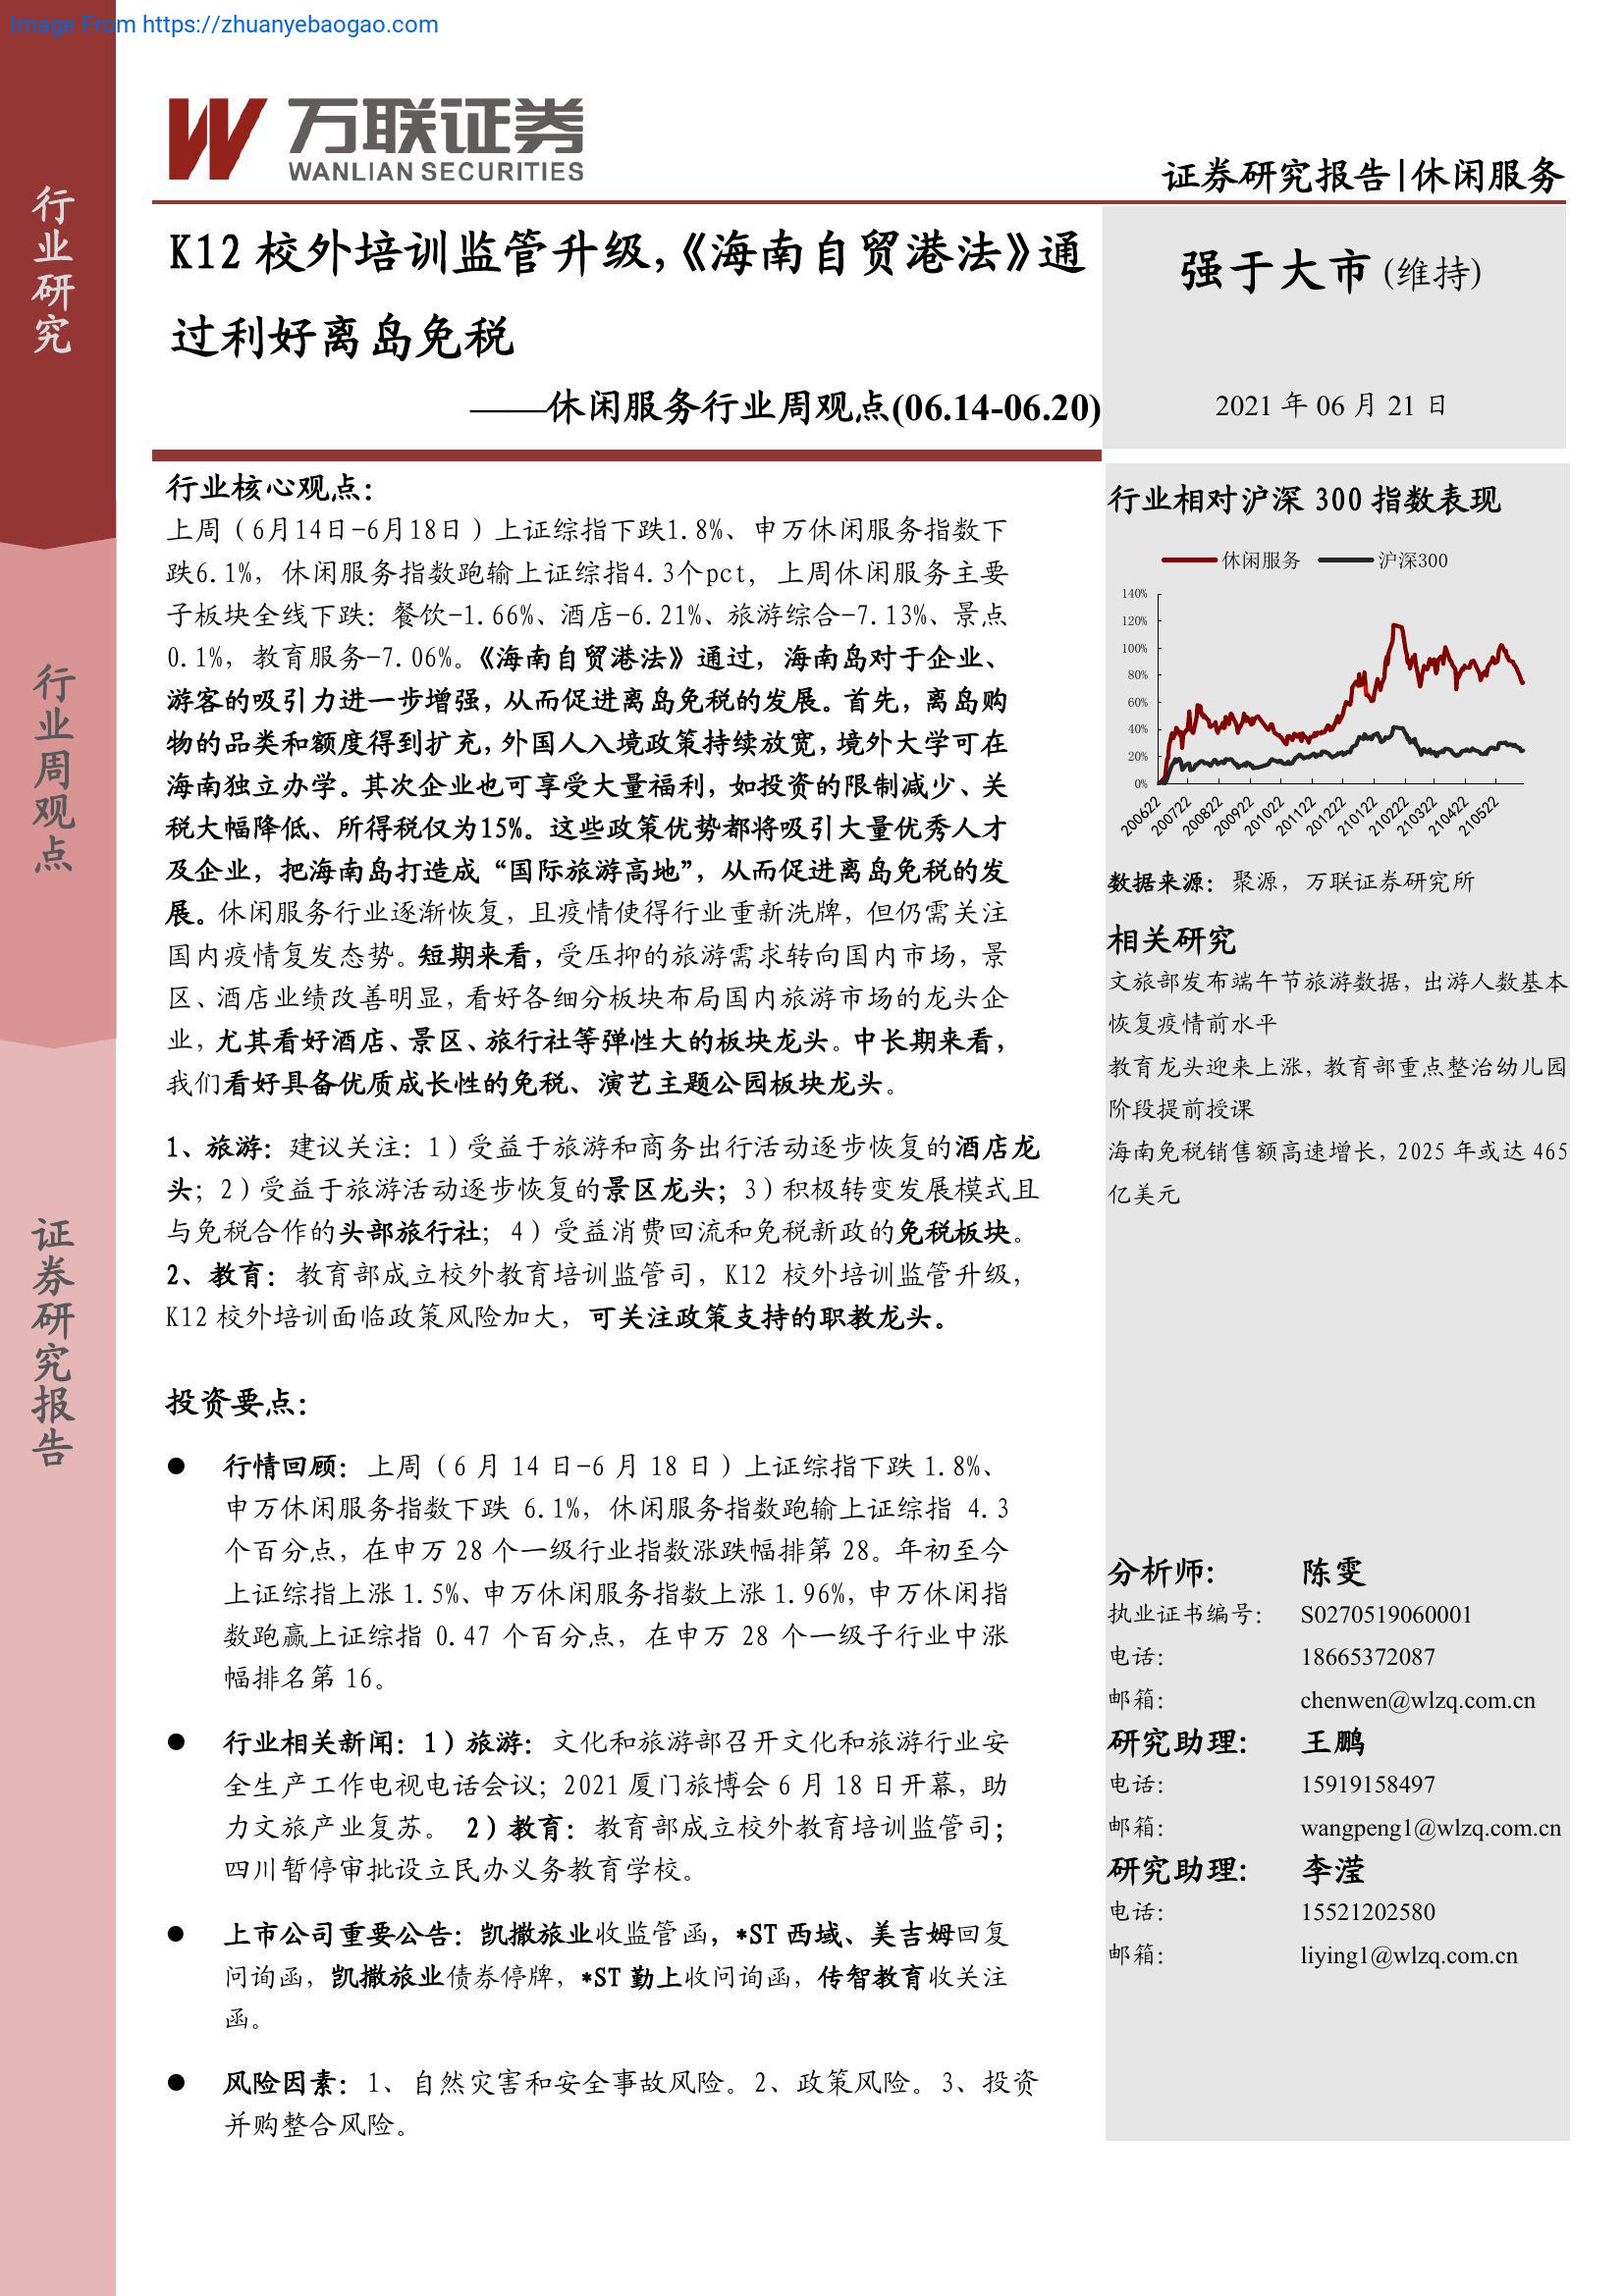 Image From https://zhuanyebaogao.com
万联证券
WANLIAN SECURITIES
证券研究报告|休闲服务
行业研究
行业周观点
证券研究报告
K12 校外培训监管升级,《海南自贸港法》通
过利好离岛免税
——休闲服务行业周观点(06.14-06.20)
强于大市(维持)
2021 年 06 月 21 日
行业核心观点：
上周（6月14日-6月18日）上证综指下跌1.8%、申万休闲服务指数下
跌6.1%，休闲服务指数跑输上证综指4.3个pct, 上周休闲服务主要
子板块全线下跌：餐饮-1.66%、酒店-6.21%、旅游综合-7.13%、景点
0.1%，教育服务-7.06%。《海南自贸港法》通过，海南岛对于企业、
游客的吸引力进一步增强，从而促进离岛免税的发展。首先，离岛购
物的品类和额度得到扩充，外国人入境政策持续放宽，境外大学可在
海南独立办学。其次企业也可享受大量福利，如投资的限制减少、关
税大幅降低、所得税仅为15%。这些政策优势都将吸引大量优秀人才
及企业，把海南岛打造成“国际旅游高地”，从而促进离岛免税的发
展。休闲服务行业逐渐恢复，且疫情使得行业重新洗牌，但仍需关注
国内疫情复发态势。短期来看，受压抑的旅游需求转向国内市场，景
区、酒店业绩改善明显，看好各细分板块布局国内旅游市场的龙头企
业，尤其看好酒店、景区、旅行社等弹性大的板块龙头。中长期来看，
我们看好具备优质成长性的免税、演艺主题公园板块龙头。
1、旅游：建议关注：1）受益于旅游和商务出行活动逐步恢复的酒店龙
头；2）受益于旅游活动逐步恢复的景区龙头；3）积极转变发展模式且
与免税合作的头部旅行社；4）受益消费回流和免税新政的免税板块。
2、教育：教育部成立校外教育培训监管司，K12 校外培训监管升级，
K12 校外培训面临政策风险加大，可关注政策支持的职教龙头。
投资要点：
● 行情回顾：上周（6 月 14 日-6 月 18 日）上证综指下跌 1.8%、
申万休闲服务指数下跌 6.1%，休闲服务指数跑输上证综指 4.3
个百分点，在申万 28 个一级行业指数涨跌幅排第 28。年初至今
上证综指上涨 1.5%、申万休闲服务指数上涨 1.96%，申万休闲指
数跑赢上证综指 0.47 个百分点，在申万 28 个一级子行业中涨
幅排名第 16。
● 行业相关新闻：1）旅游：文化和旅游部召开文化和旅游行业安
全生产工作电视电话会议；2021 厦门旅博会 6 月 18 日开幕，助
力文旅产业复苏。 2）教育：教育部成立校外教育培训监管司；
四川暂停审批设立民办义务教育学校。
● 上市公司重要公告：凯撒旅业收监管函，*ST 西域、美吉姆回复
问询函，凯撒旅业债券停牌，*ST 勤上收问询函，传智教育收关注
函。
● 风险因素：1、自然灾害和安全事故风险。2、政策风险。3、投资
并购整合风险。
行业相对沪深 300 指数表现
休闲服务 沪深300
140%
120%
100%
80%
60%
40%
20%
0%
200622 200722 200822 200922 201022 201122 201222 210122 210222 210322 210422 210522
数据来源：聚源，万联证券研究所
相关研究
文旅部发布端午节旅游数据，出游人数基本
恢复疫情前水平
教育龙头迎来上涨，教育部重点整治幼儿园
阶段提前授课
海南免税销售额高速增长，2025 年或达 465
亿美元
分析师： 陈雯
执业证书编号： S0270519060001
电话： 18665372087
邮箱： chenwen@wlzq.com.cn
研究助理： 王鹏
电话： 15919158497
邮箱： wangpeng1@wlzq.com.cn
研究助理： 李滢
电话： 15521202580
邮箱： liying1@wlzq.com.cn